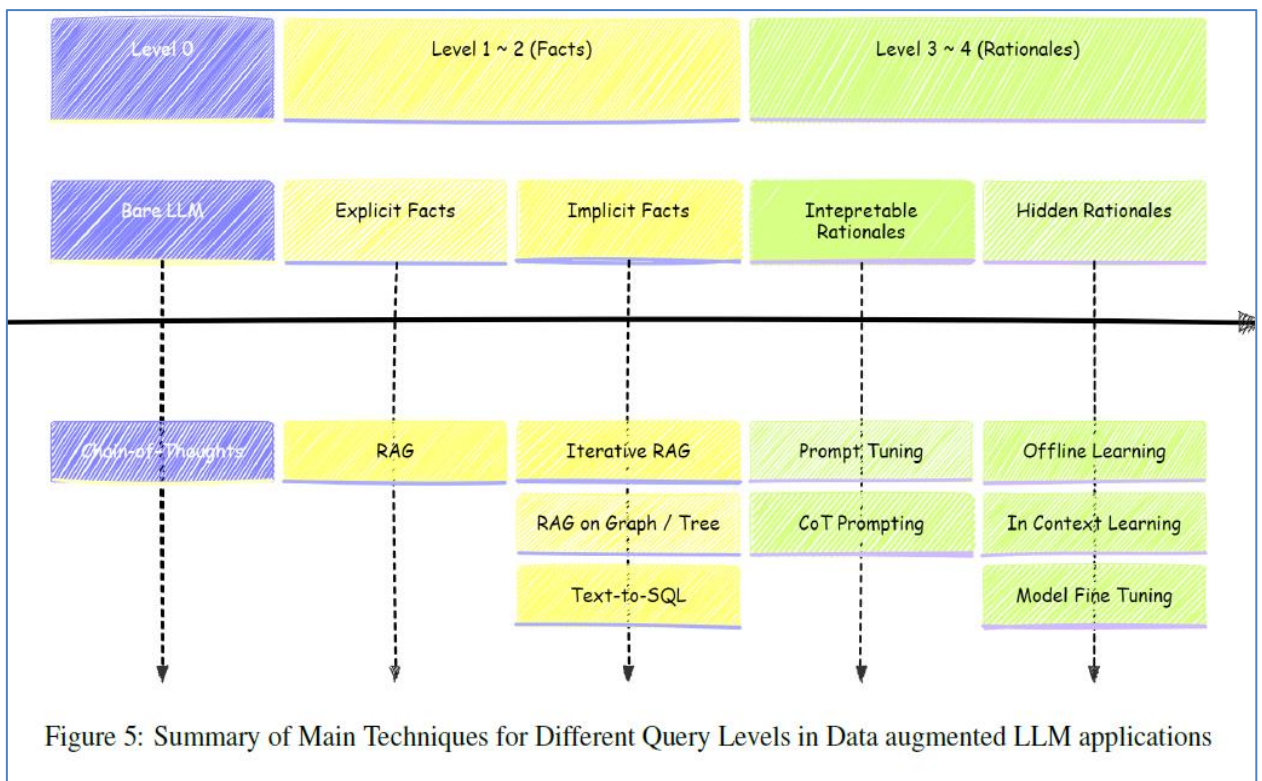 Level 0
Level 1 ~ 2 (Facts)
Level 3 ~ 4 (Rationales)
Bare LLM
Explicit Facts
Implicit Facts
Intepretable
Rationales
Hidden Rationales
Chain-of-Thoughts
RAG
Iterative RAG
Prompt Tuning
Offline Learning
RAG on Graph / Tree
CoT Prompting
In Context Learning
Text-to-SQL
Model Fine Tuning
Figure 5: Summary of Main Techniques for Different Query Levels in Data augmented LLM applications